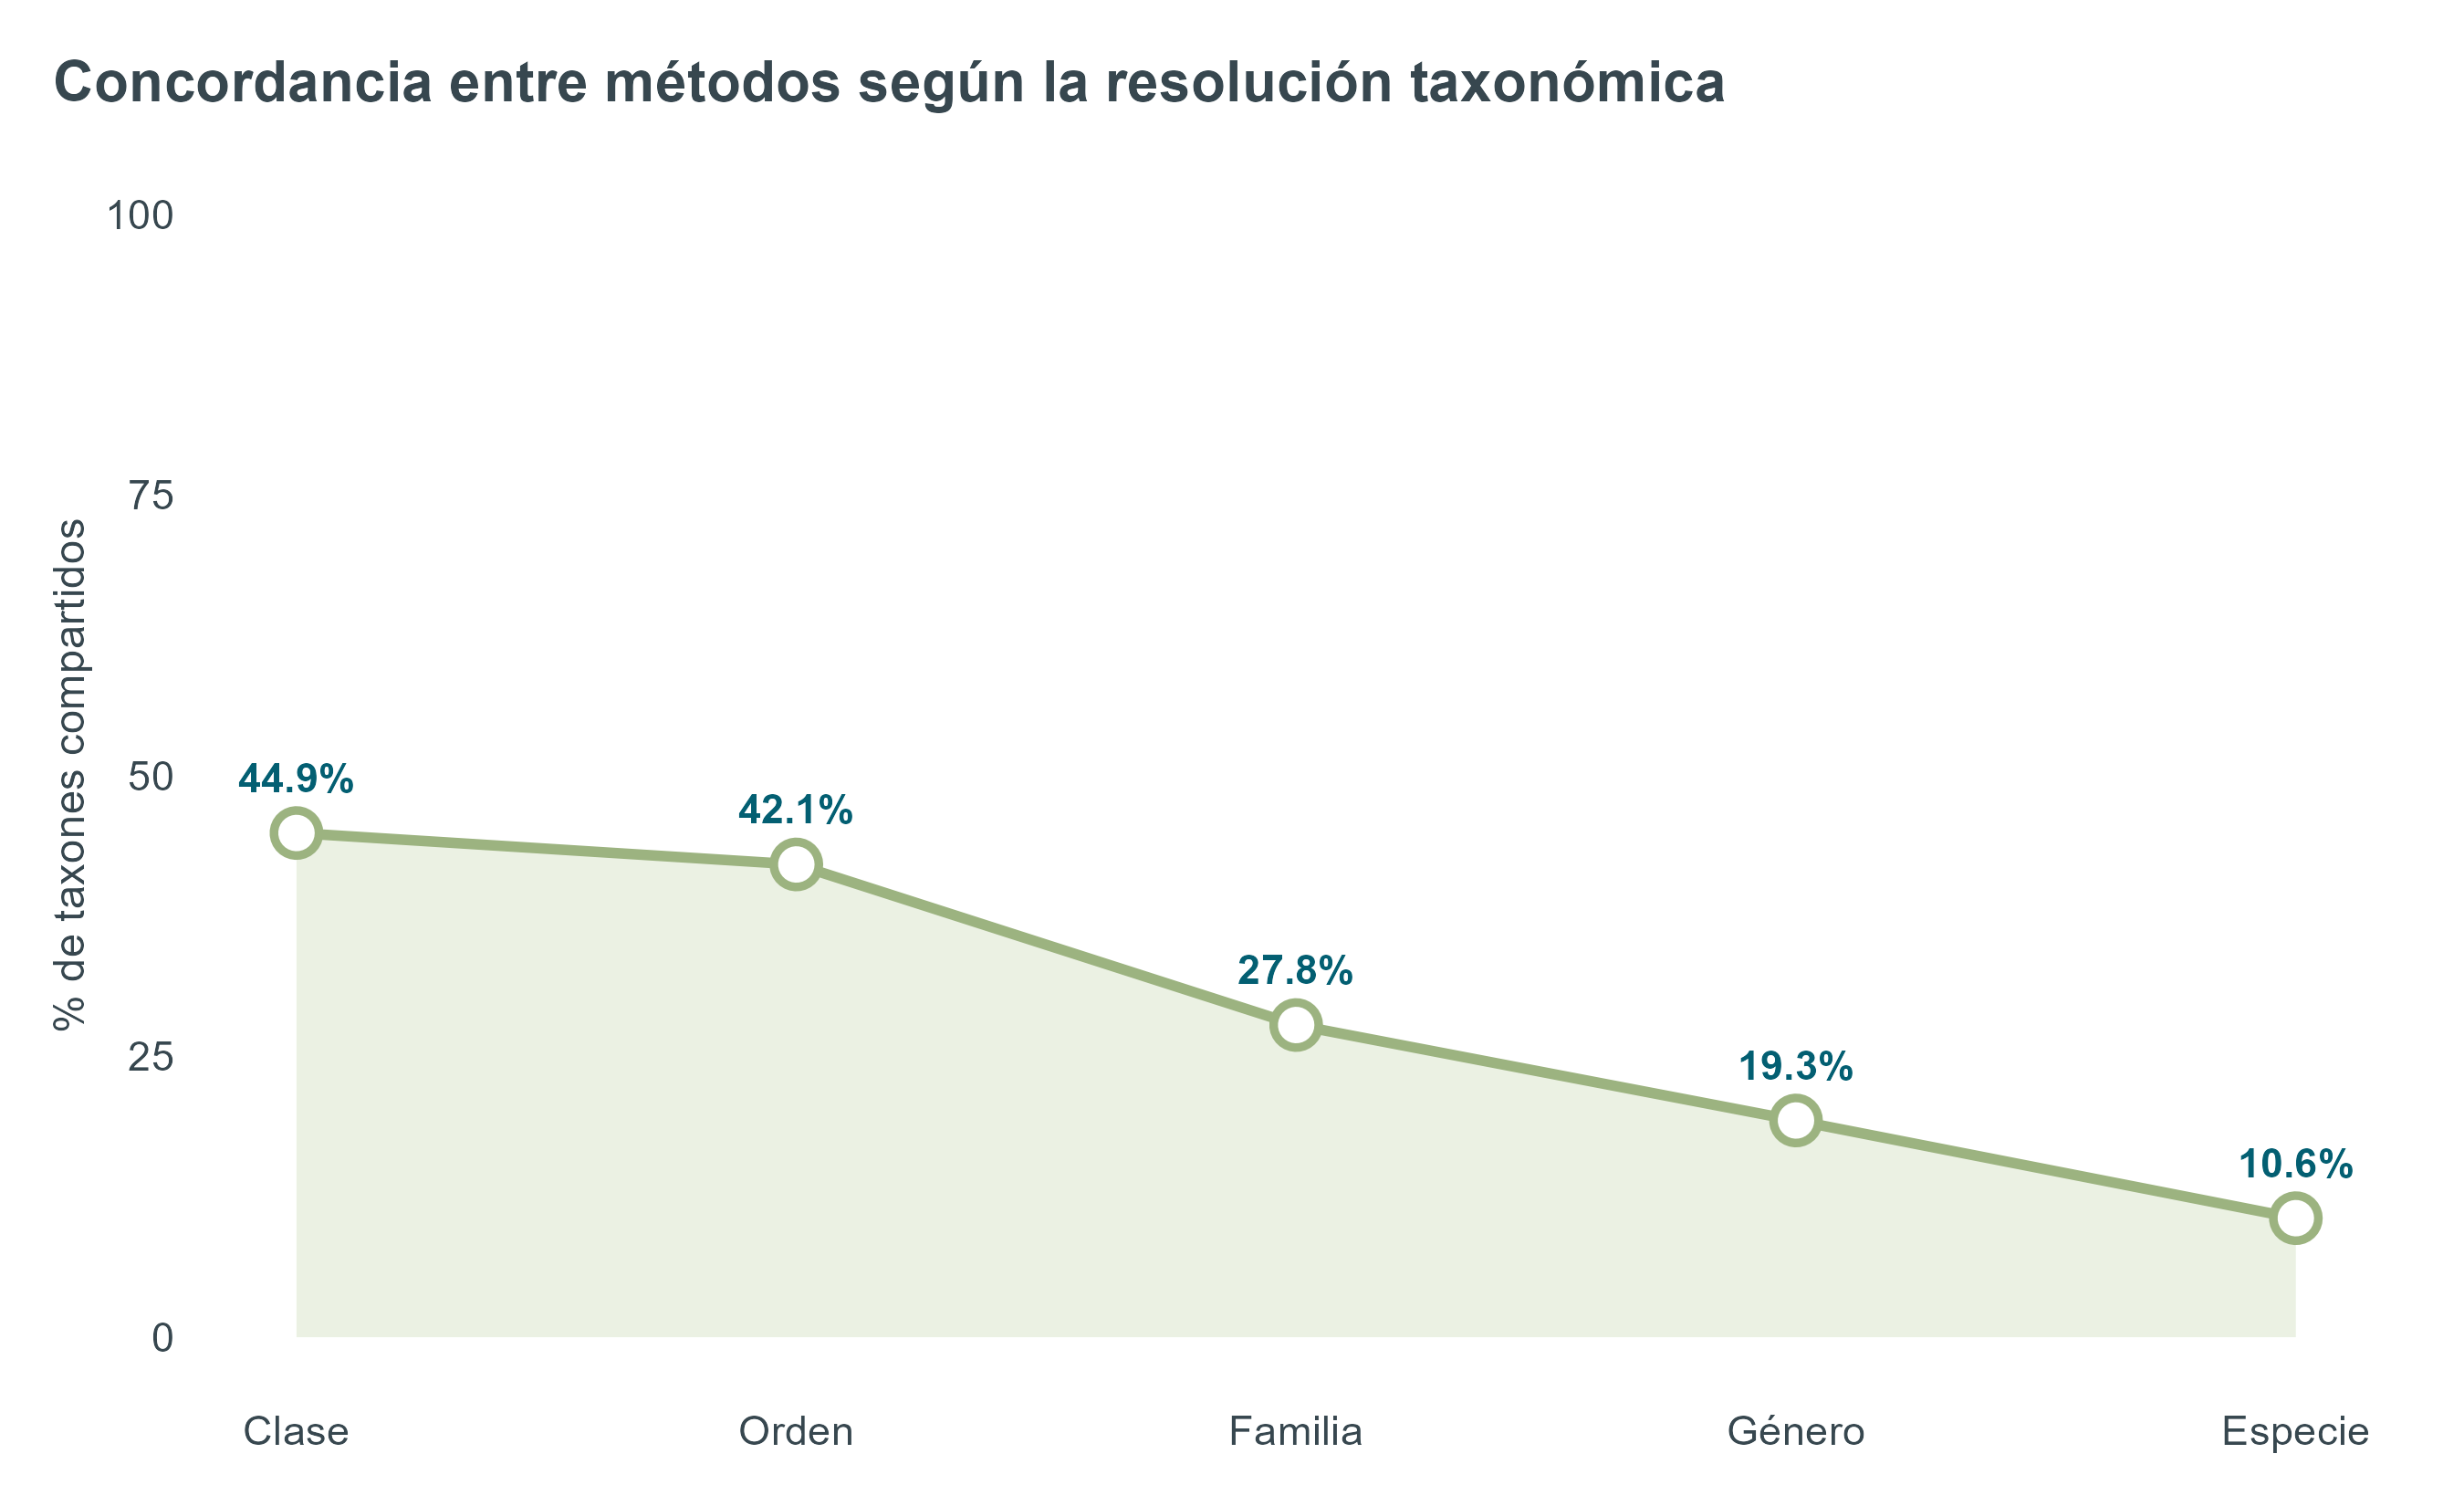 Concordancia entre métodos según la resolución taxonómica
% de taxones compartidos
100
75
50
25
0
44.9%
42.1%
27.8%
19.3%
10.6%
Clase
Orden
Familia
Género
Especie